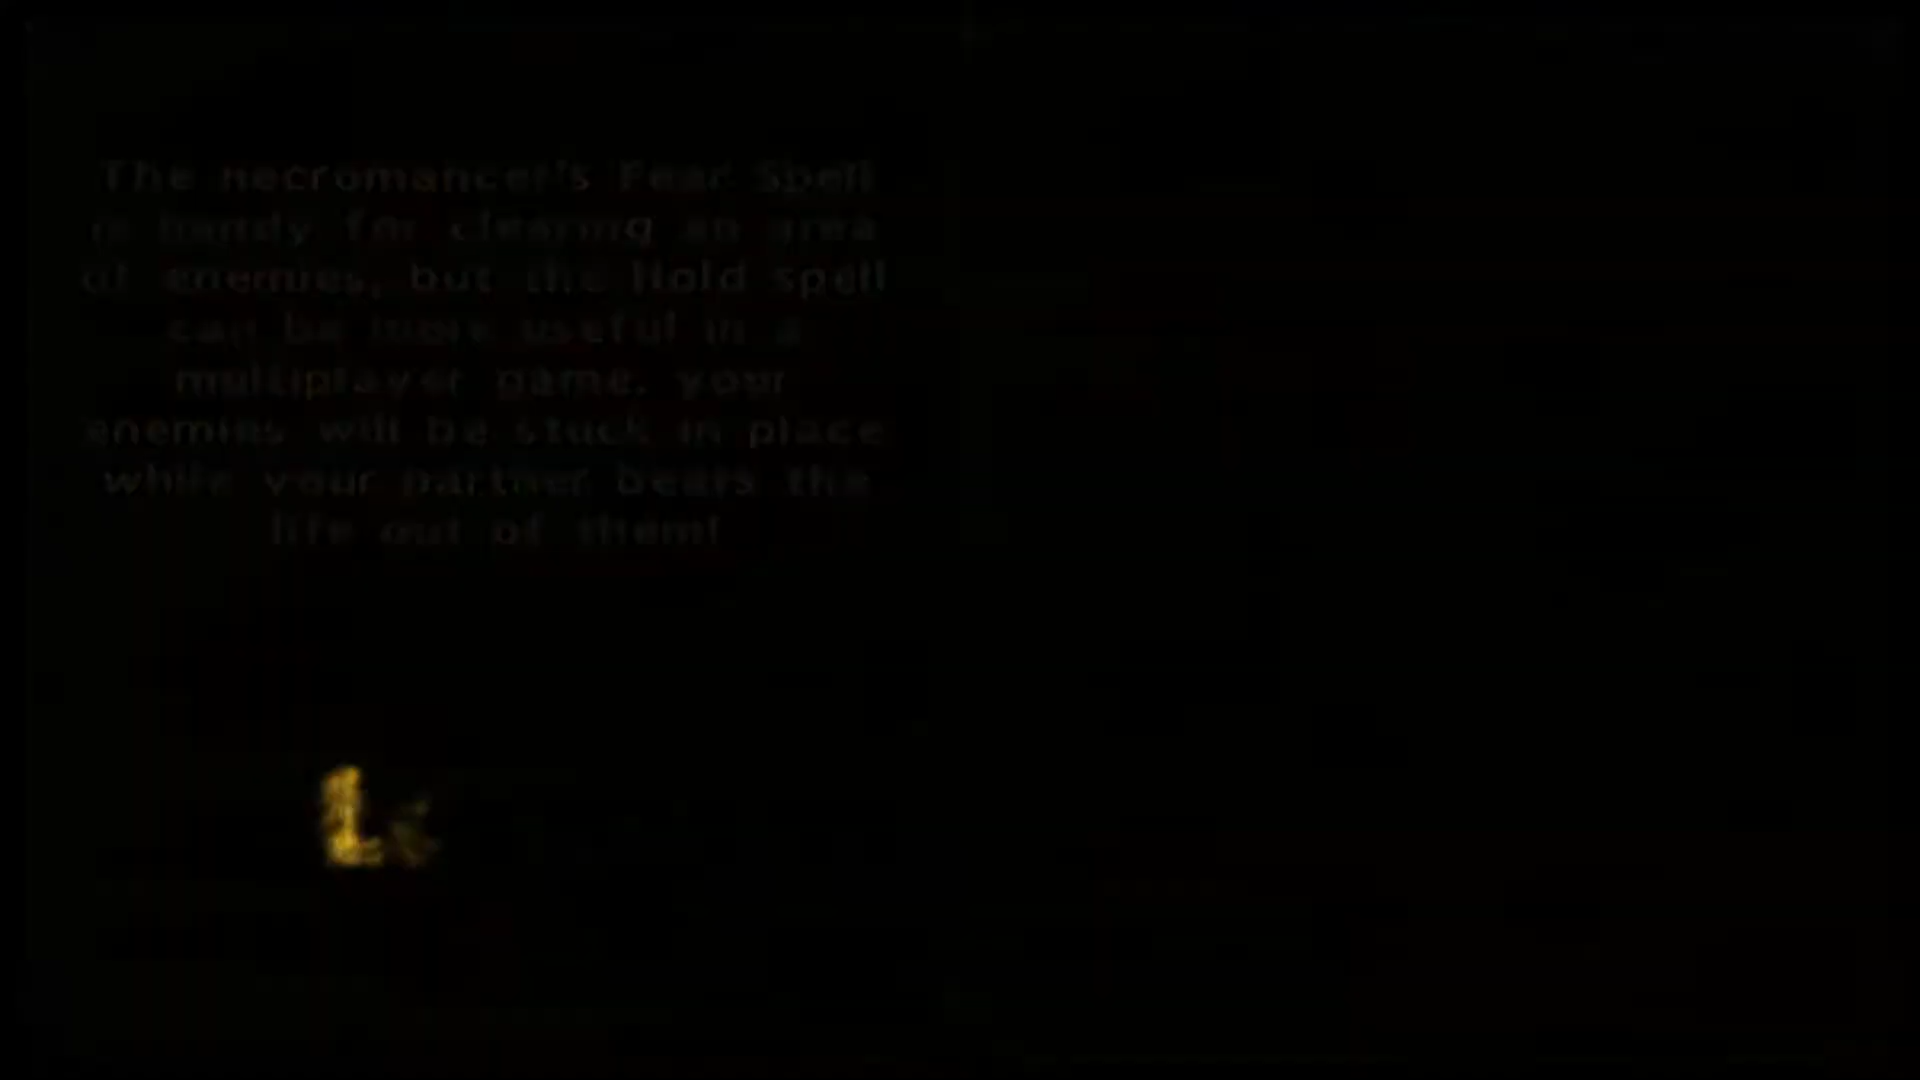 The necromancer's Fear Spell
is handy for clearing an area
of enemies, but the Hold spell
can be more useful in a
multiplayer game. your
enemies will be stuck in place
while your partner beats the
life out of them!
L